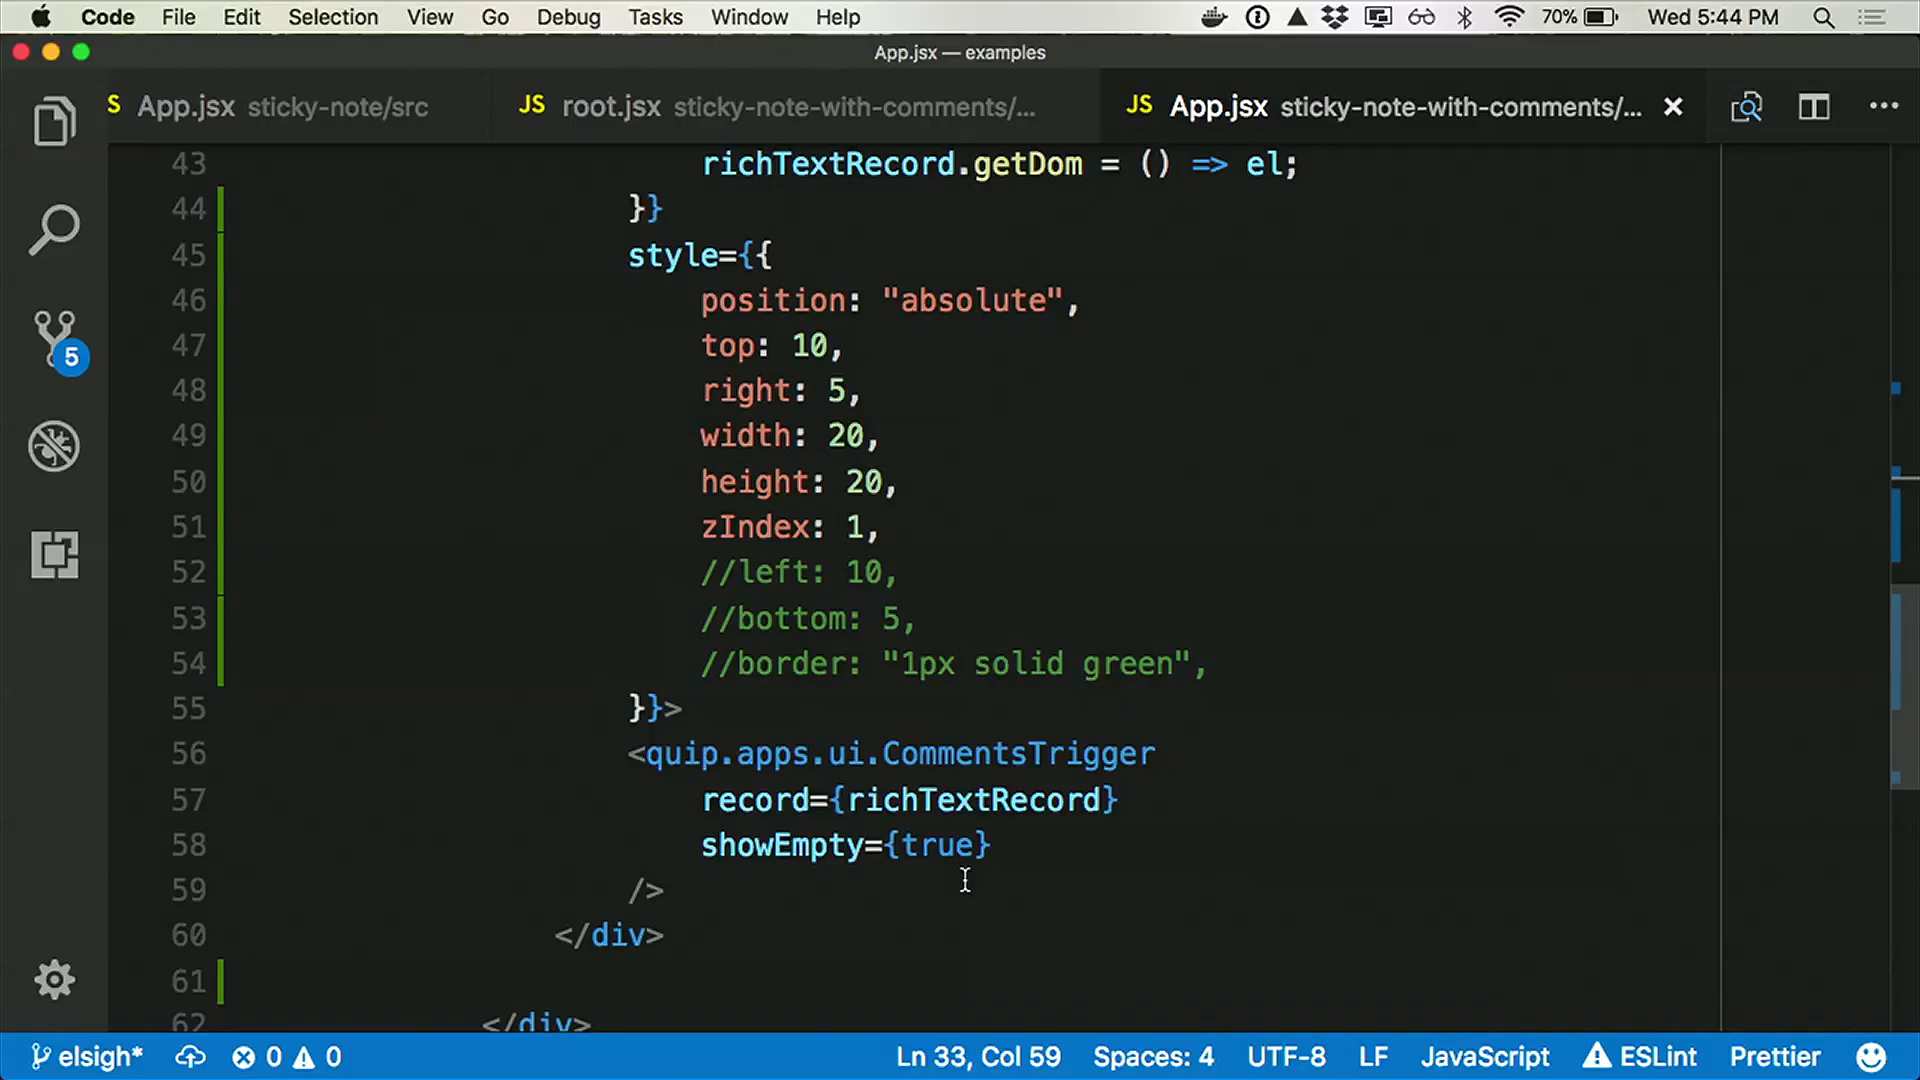 Code File Edit Selection View Go Debug Tasks Window Help 70% Wed 5:44 PM
App.jsx — examples
S App.jsx sticky-note/src JS root.jsx sticky-note-with-comments/... JS App.jsx sticky-note-with-comments/...
43 richTextRecord.getDom = () => el;
44 }}
45 style={{
46 position: "absolute",
47 top: 10,
48 right: 5,
49 width: 20,
50 height: 20,
51 zIndex: 1,
52 //left: 10,
53 //bottom: 5,
54 //border: "1px solid green",
55 }}>
56 <quip.apps.ui.CommentsTrigger
57 record={richTextRecord}
58 showEmpty={true}
59 />
60 </div>
61
62 </div>
5
elsigh* 0 0 Ln 33, Col 59 Spaces: 4 UTF-8 LF JavaScript ESLint Prettier